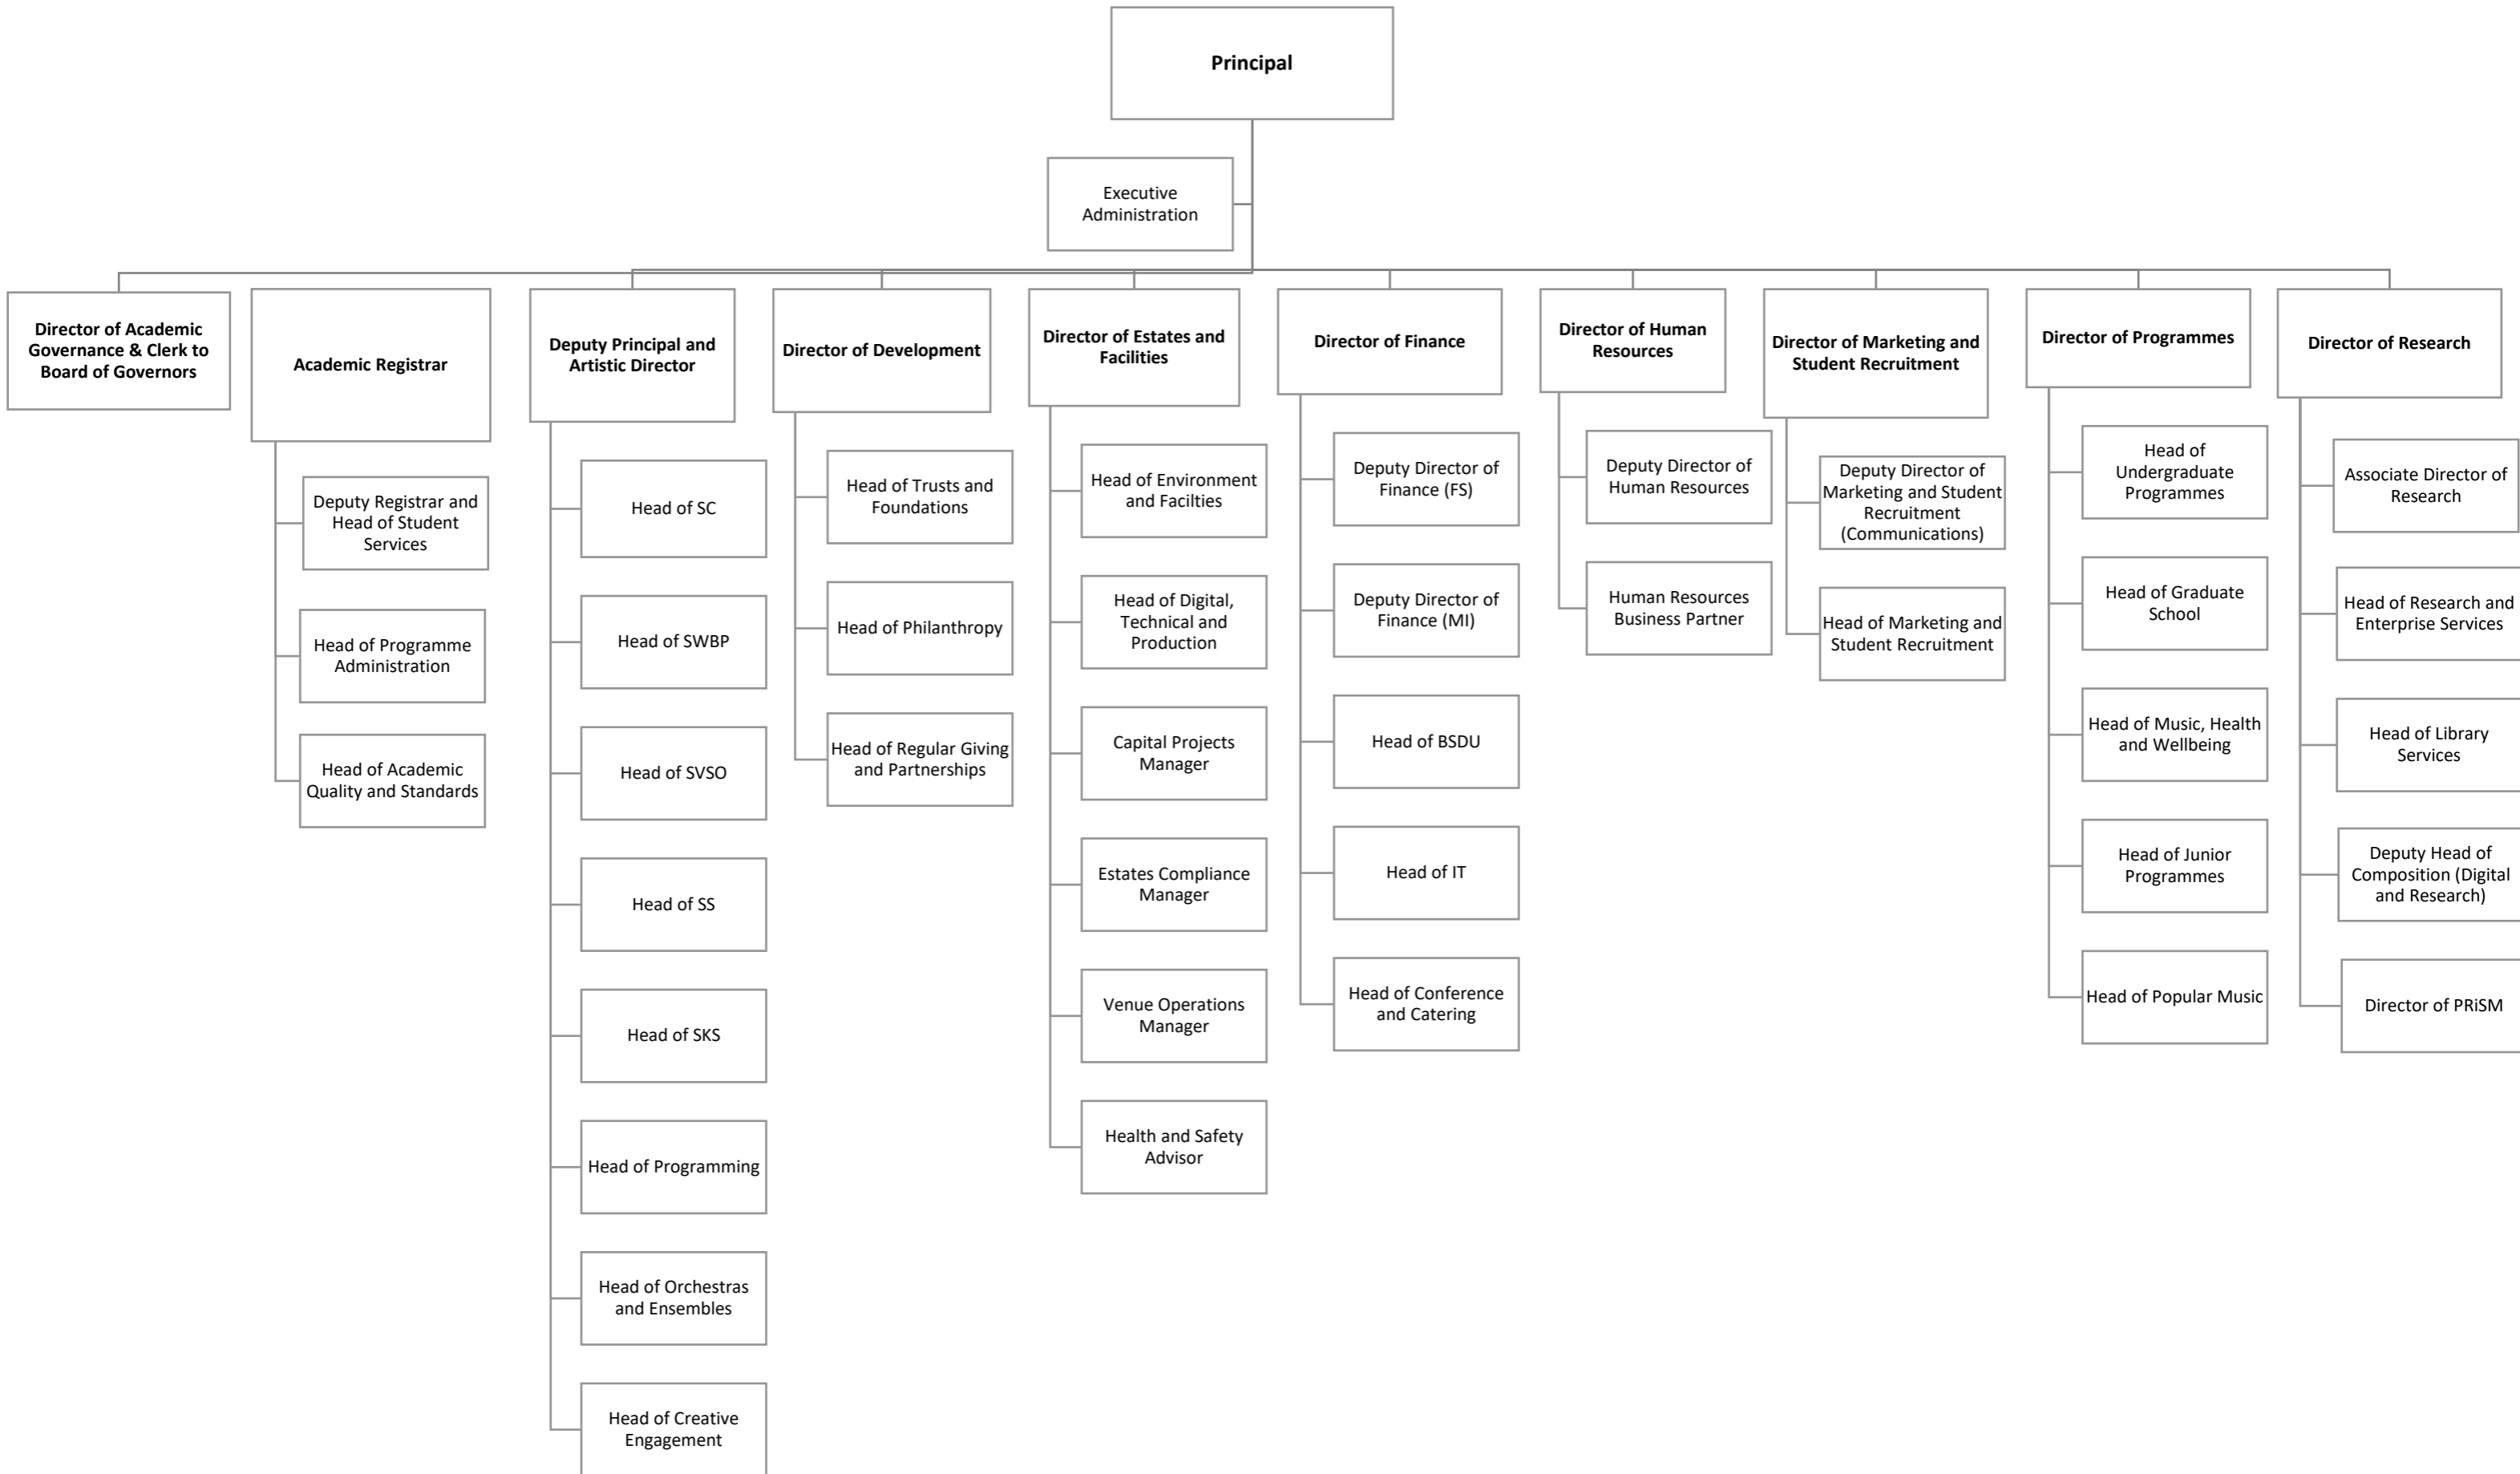 Principal
Executive
Administration
Director of Academic
Governance & Clerk to
Board of Governors
Academic Registrar
Deputy Registrar and
Head of Student
Services
Head of Programme
Administration
Head of Academic
Quality and Standards
Deputy Principal and
Artistic Director
Head of SC
Head of SWBP
Head of SVSO
Head of SS
Head of SKS
Head of Programming
Head of Orchestras
and Ensembles
Head of Creative
Engagement
Director of Development
Head of Trusts and
Foundations
Head of Philanthropy
Head of Regular Giving
and Partnerships
Director of Estates and
Facilities
Head of Environment
and Facilties
Head of Digital,
Technical and
Production
Capital Projects
Manager
Estates Compliance
Manager
Venue Operations
Manager
Health and Safety
Advisor
Director of Finance
Deputy Director of
Finance (FS)
Deputy Director of
Finance (MI)
Head of BSDU
Head of IT
Head of Conference
and Catering
Director of Human
Resources
Deputy Director of
Human Resources
Human Resources
Business Partner
Director of Marketing and
Student Recruitment
Deputy Director of
Marketing and Student
Recruitment
(Communications)
Head of Marketing and
Student Recruitment
Director of Programmes
Head of
Undergraduate
Programmes
Head of Graduate
School
Head of Music, Health
and Wellbeing
Head of Junior
Programmes
Head of Popular Music
Director of Research
Associate Director of
Research
Head of Research and
Enterprise Services
Head of Library
Services
Deputy Head of
Composition (Digital
and Research)
Director of PRiSM